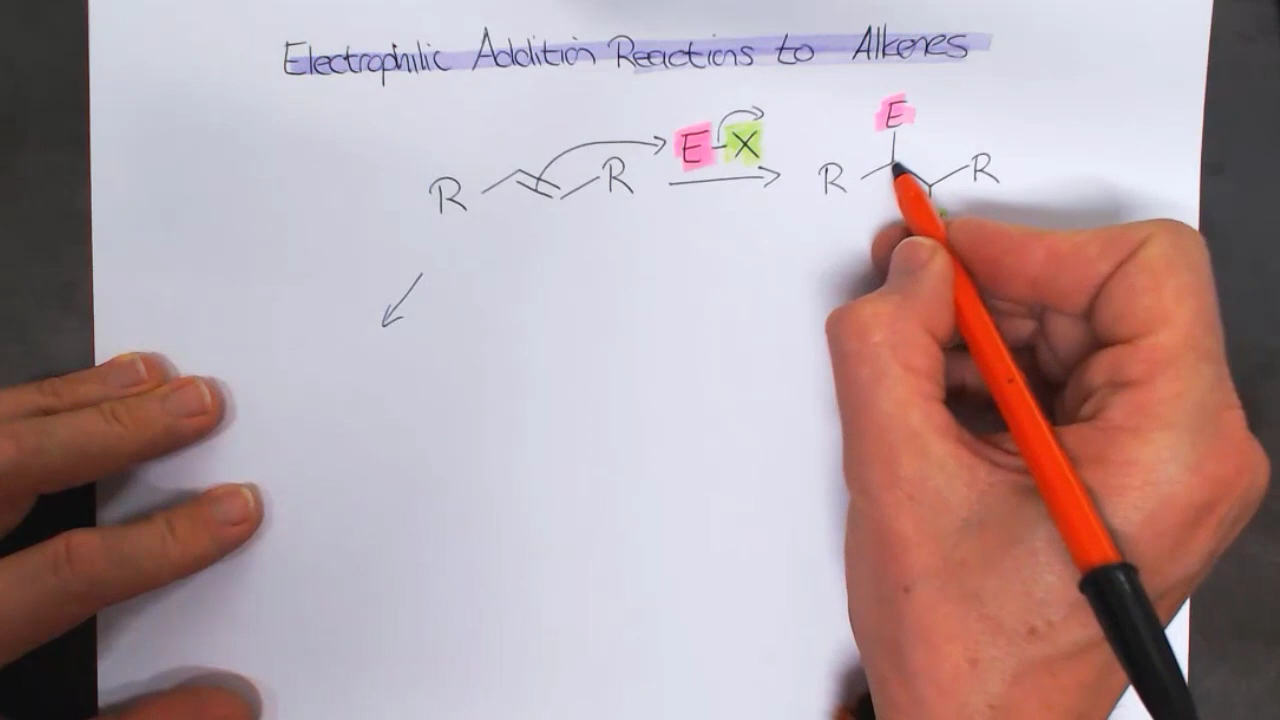 Electrophilic Addition Reactions to Alkenes
R R E-X R E R